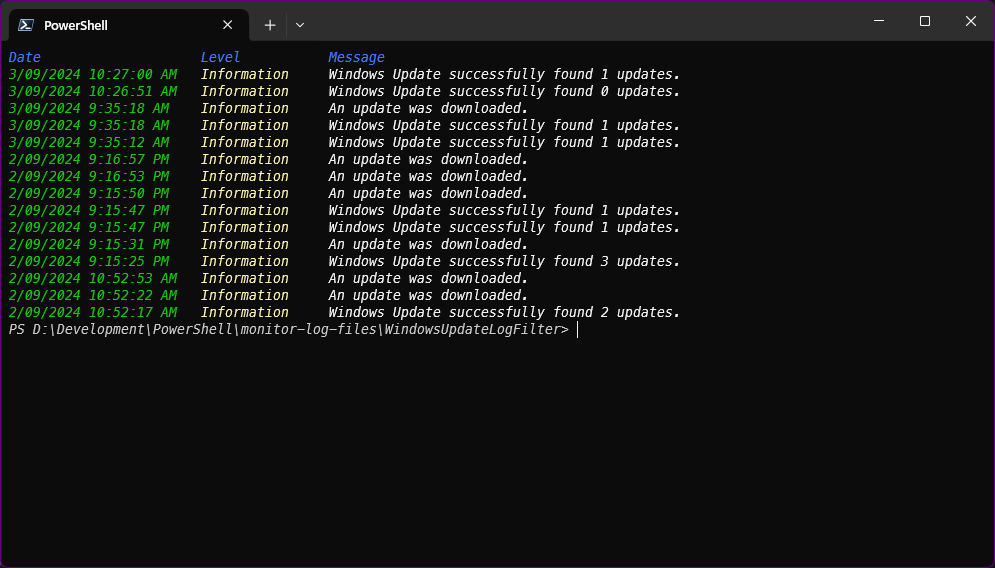 PowerShell
Date Level Message
3/09/2024 10:27:00 AM Information Windows Update successfully found 1 updates.
3/09/2024 10:26:51 AM Information Windows Update successfully found 0 updates.
3/09/2024 9:35:18 AM Information An update was downloaded.
3/09/2024 9:35:18 AM Information Windows Update successfully found 1 updates.
3/09/2024 9:35:12 AM Information Windows Update successfully found 1 updates.
2/09/2024 9:16:57 PM Information An update was downloaded.
2/09/2024 9:16:53 PM Information An update was downloaded.
2/09/2024 9:15:50 PM Information An update was downloaded.
2/09/2024 9:15:47 PM Information Windows Update successfully found 1 updates.
2/09/2024 9:15:47 PM Information Windows Update successfully found 1 updates.
2/09/2024 9:15:31 PM Information An update was downloaded.
2/09/2024 9:15:25 PM Information Windows Update successfully found 3 updates.
2/09/2024 10:52:53 AM Information An update was downloaded.
2/09/2024 10:52:22 AM Information An update was downloaded.
2/09/2024 10:52:17 AM Information Windows Update successfully found 2 updates.
PS D:\Development\PowerShell\monitor-log-files\WindowsUpdateLogFilter>